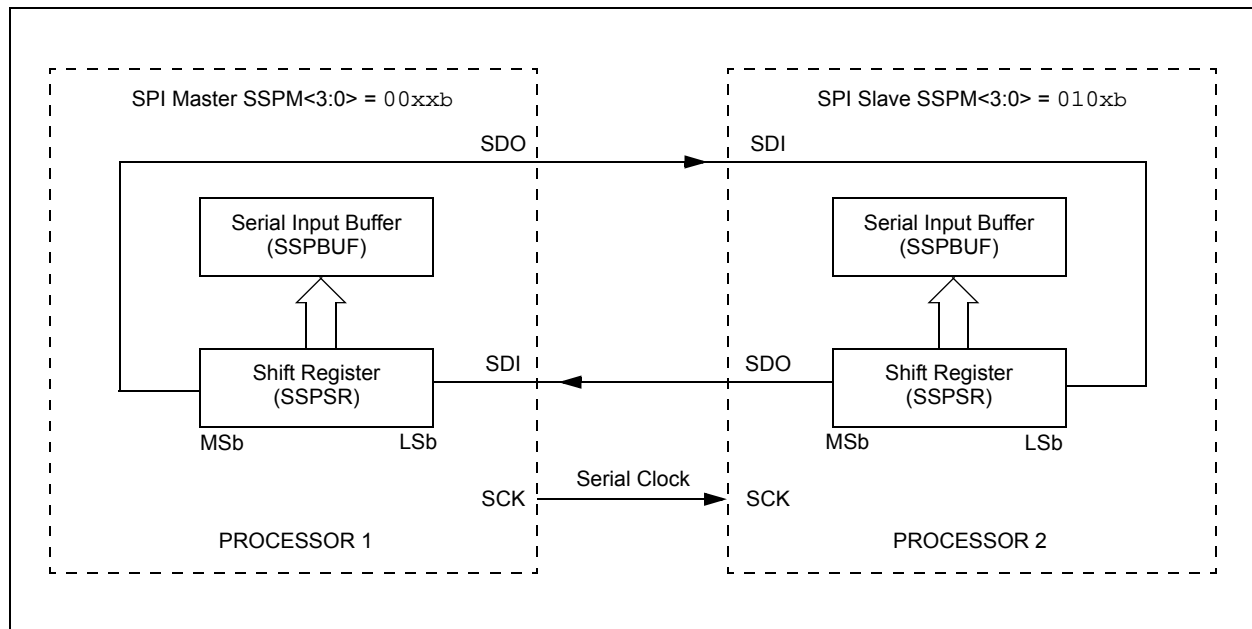 SPI Master SSPM<3:0> = 00xxb
SPI Slave SSPM<3:0> = 010xb
SDO
SDI
Serial Input Buffer
(SSPBUF)
Serial Input Buffer
(SSPBUF)
SDI
SDO
Shift Register
(SSPSR)
Shift Register
(SSPSR)
MSb
LSb
MSb
LSb
Serial Clock
SCK
SCK
PROCESSOR 1
PROCESSOR 2